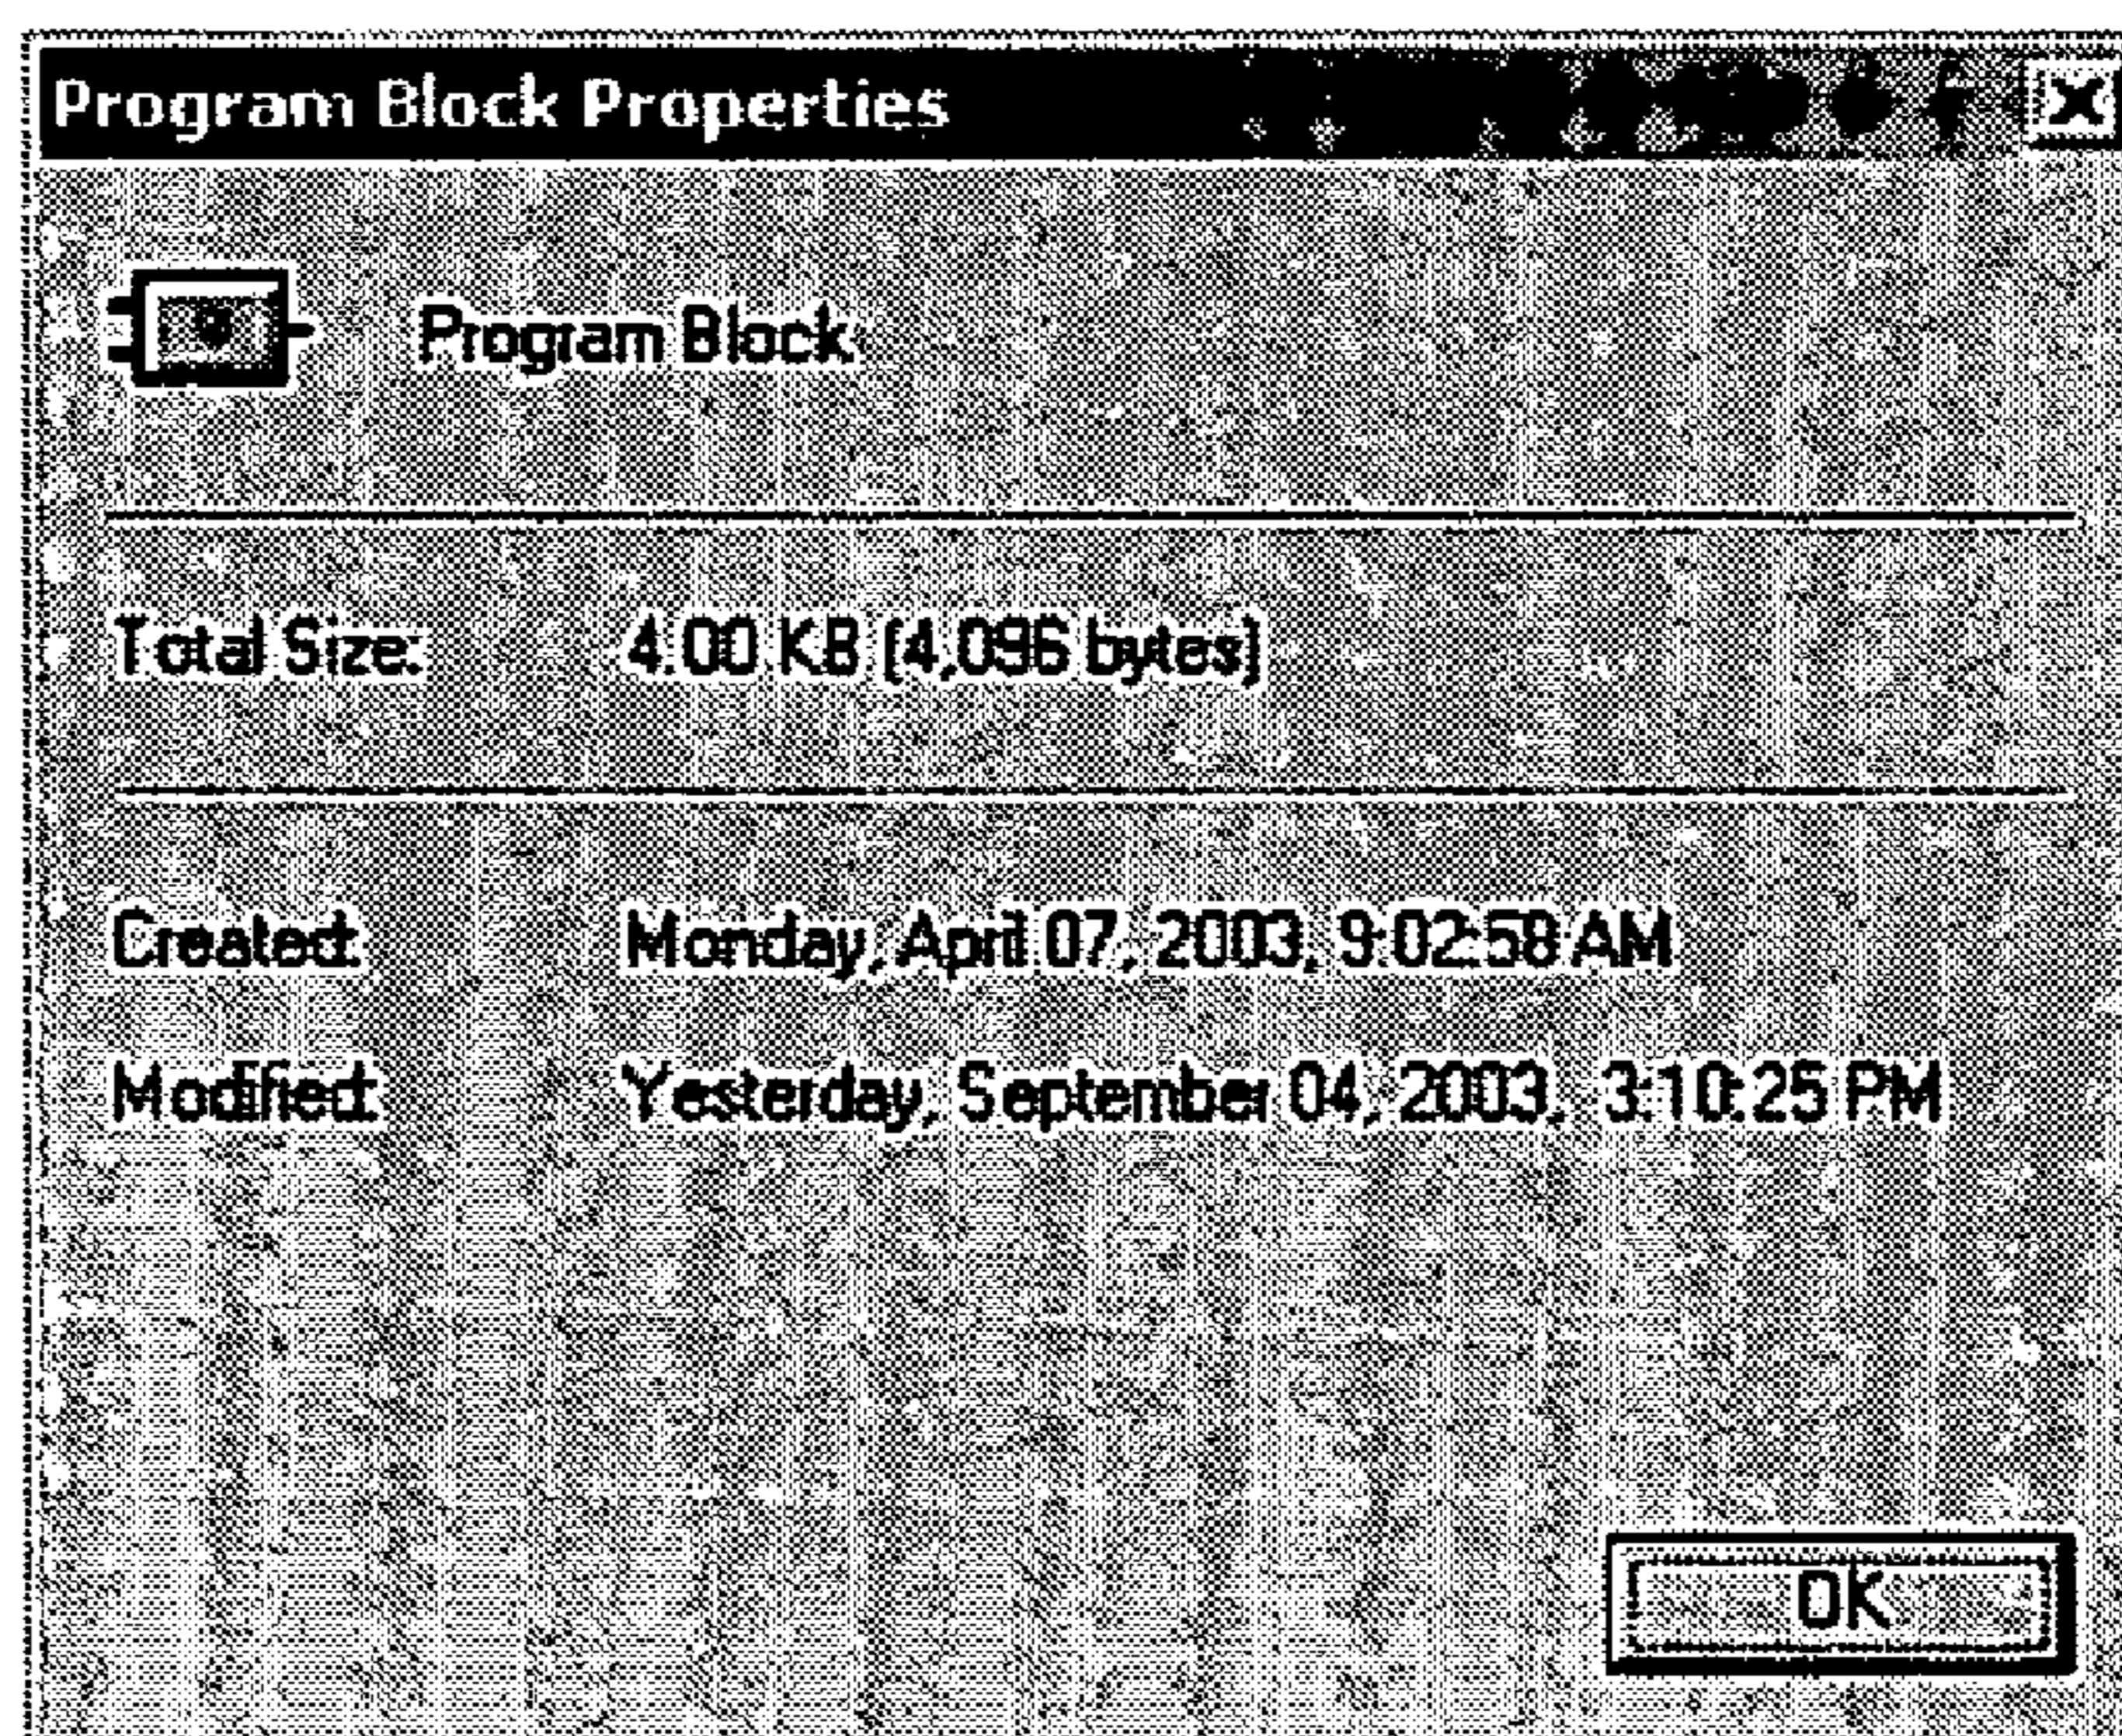 Program Block Properties
Program Block
Total Size: 4.00 KB (4,096 bytes)
Created: Monday, April 07, 2003, 9:02:58 AM
Modified: Yesterday, September 04, 2003, 3:10:25 PM
OK